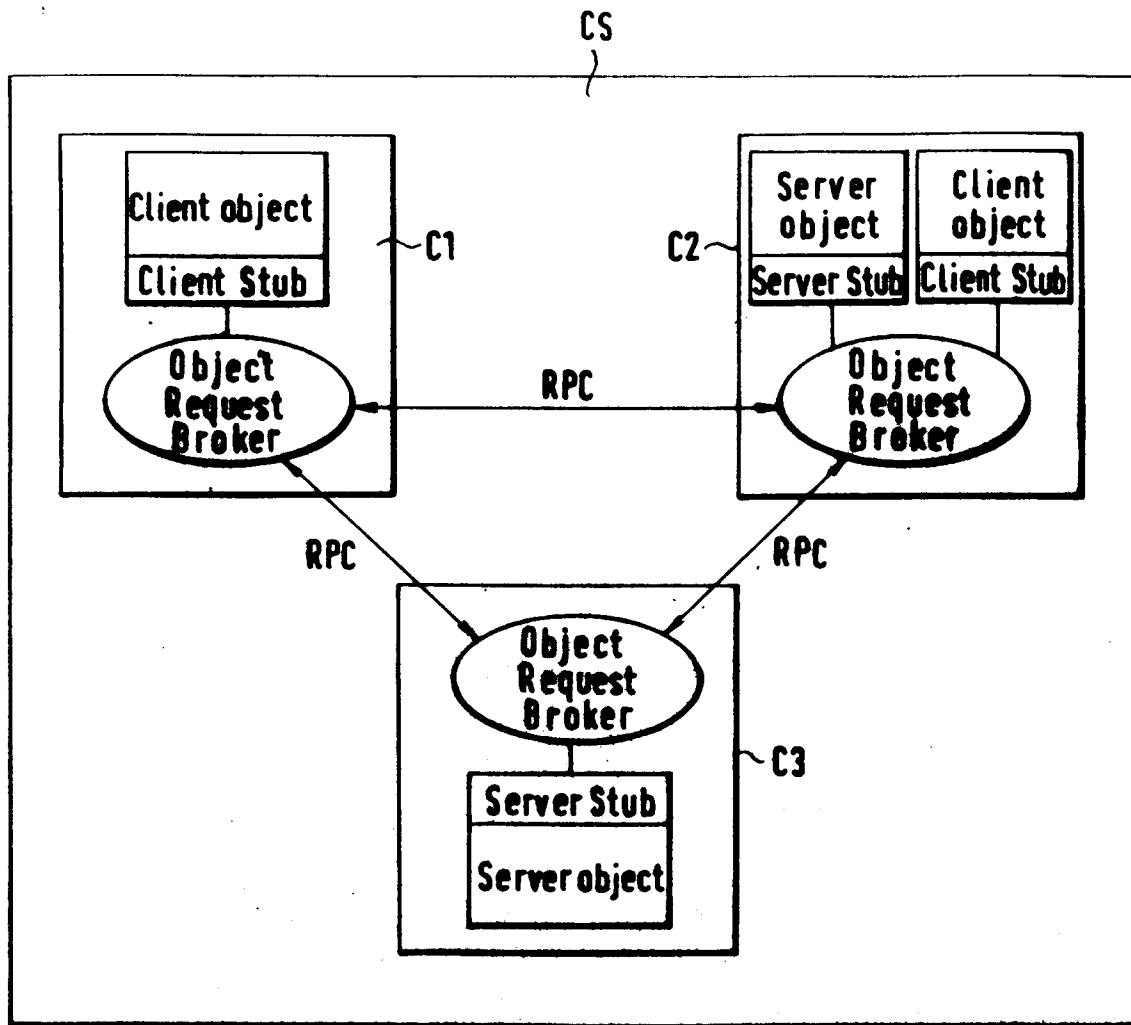 CS
Client object
Client Stub
Object
Request
Broker
C1
C2
Server
object
Server Stub
Client
object
Client Stub
Object
Request
Broker
RPC
RPC
RPC
Object
Request
Broker
Server Stub
Server object
C3